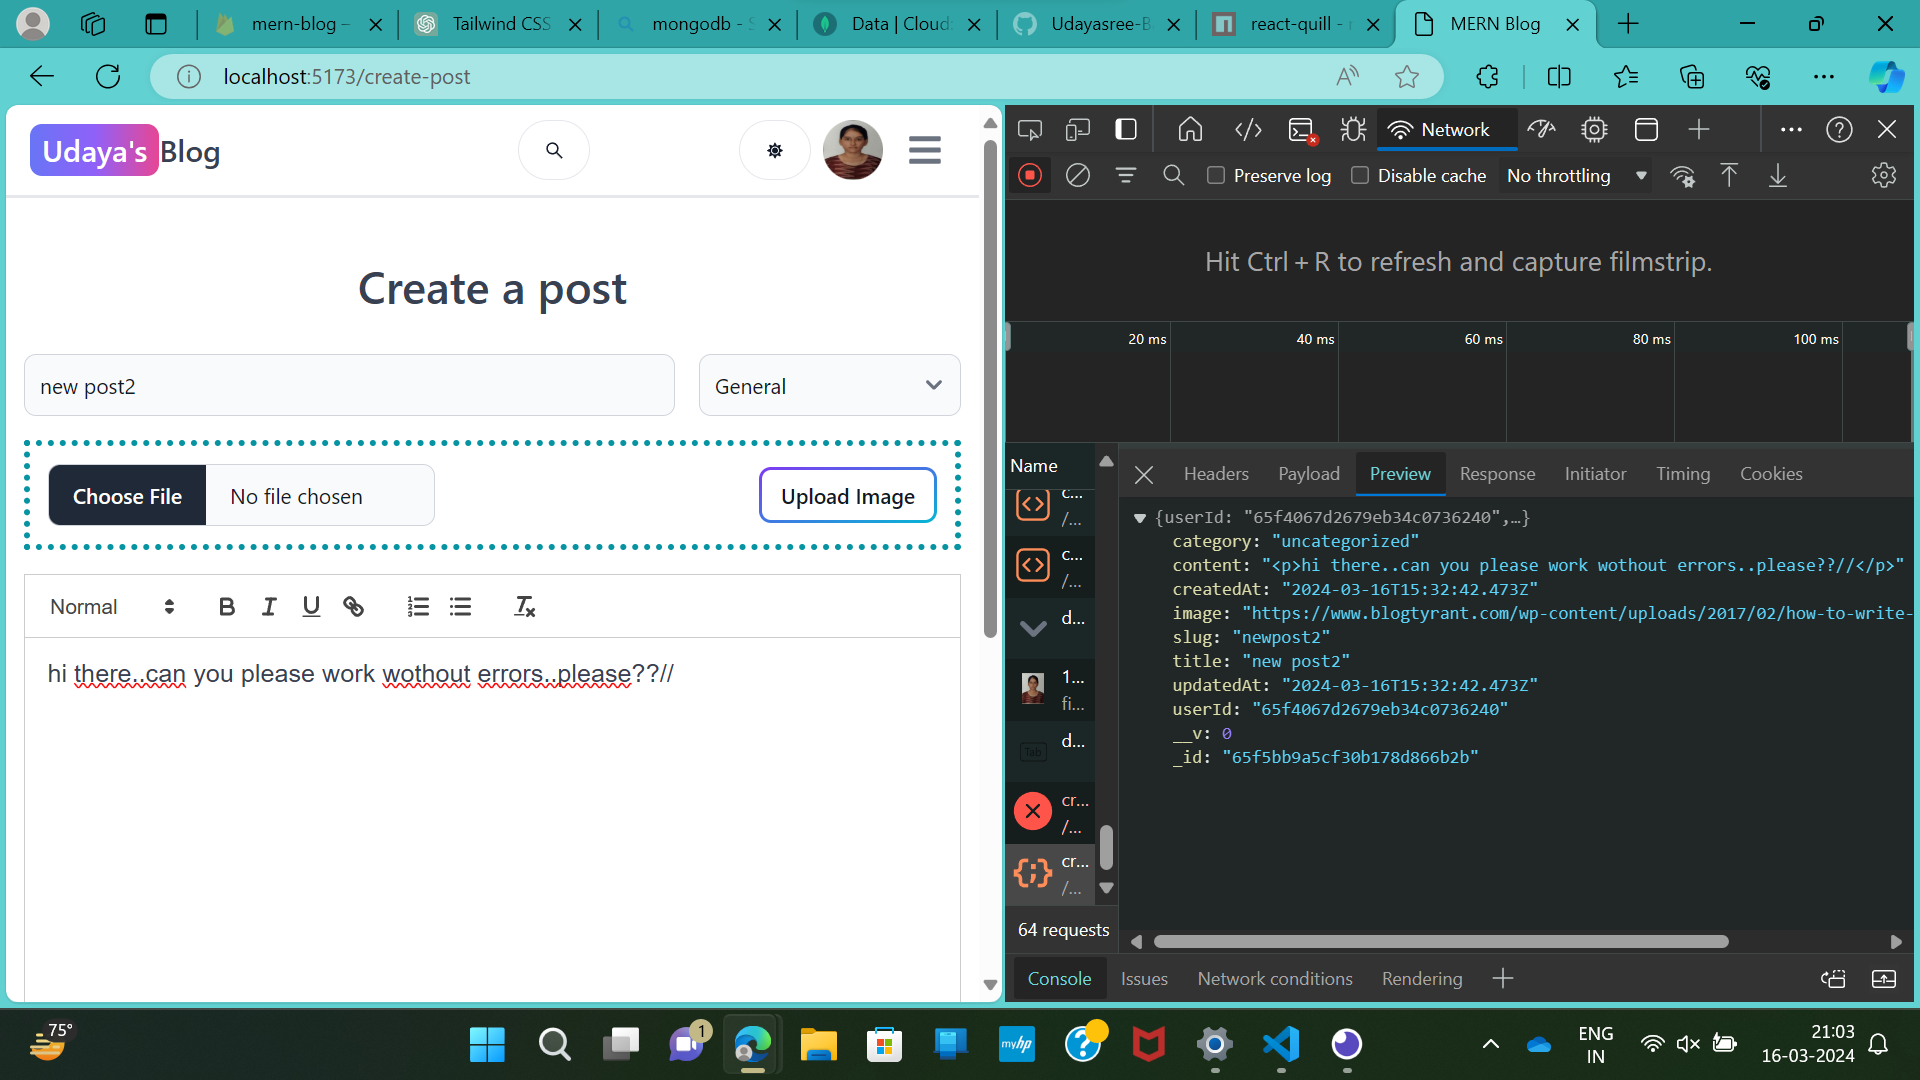 mern-blog –
Tailwind CSS
mongodb - S
Data | Cloud
Udayasree-B
react-quill - n
MERN Blog
localhost:5173/create-post
Udaya's Blog
Create a post
new post2
General
Choose File
No file chosen
Upload Image
Normal
hi there..can you please work wothout errors..please??//
Network
Preserve log
Disable cache
No throttling
Hit Ctrl + R to refresh and capture filmstrip.
20 ms
40 ms
60 ms
80 ms
100 ms
Name
c...
/...
c...
/...
d...
1...
fi...
d...
Tab
cr...
/...
cr...
/...
64 requests
Headers
Payload
Preview
Response
Initiator
Timing
Cookies
{userId: "65f4067d2679eb34c0736240",…}
category: "uncategorized"
content: "<p>hi there..can you please work wothout errors..please??//</p>"
createdAt: "2024-03-16T15:32:42.473Z"
image: "https://www.blogtyrant.com/wp-content/uploads/2017/02/how-to-write-
slug: "newpost2"
title: "new post2"
updatedAt: "2024-03-16T15:32:42.473Z"
userId: "65f4067d2679eb34c0736240"
__v: 0
_id: "65f5bb9a5cf30b178d866b2b"
Console
Issues
Network conditions
Rendering
75°
1
myhp
ENG
IN
21:03
16-03-2024